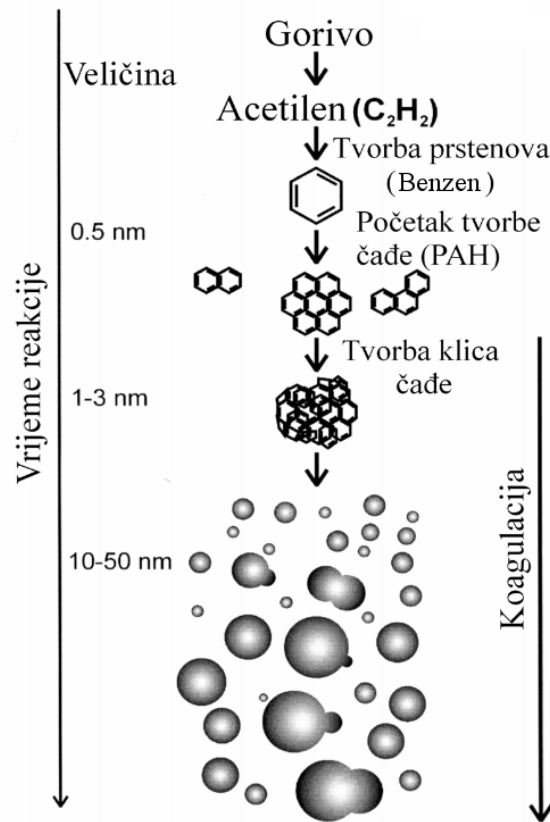 Gorivo
Veličina
Acetilen (C₂H₂)
Tvorba prstenova
(Benzen)
0.5 nm
Početak tvorbe
čađe (PAH)
Tvorba klica
čađe
1-3 nm
10-50 nm
Vrijeme reakcije
Koagulacija